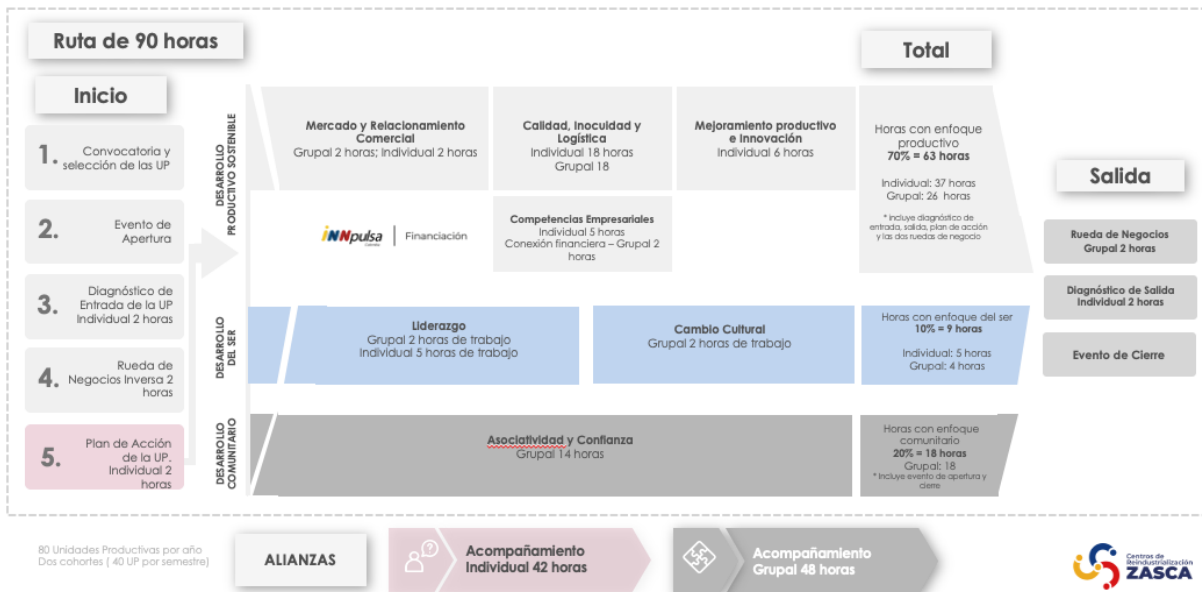 Ruta de 90 horas
Inicio
1. Convocatoria y
selección de las UP
2. Evento de
Apertura
3. Diagnóstico de
Entrada de la UP
Individual 2 horas
4. Rueda de
Negocios Inversa 2
horas
5. Plan de Acción
de la UP.
Individual 2
horas
DESARROLLO
PRODUCTIVO SOSTENIBLE
Mercado y Relacionamiento
Comercial
Grupal 2 horas; Individual 2 horas
Calidad, Inocuidad y
Logística
Individual 18 horas
Grupal 18
Mejoramiento productivo
e Innovación
Individual 6 horas
iNNpulsa
Colombia
Financiación
Competencias Empresariales
Individual 5 horas
Conexión financiera – Grupal 2
horas
Total
Horas con enfoque
productivo
70% = 63 horas
Individual: 37 horas
Grupal: 26 horas
* Incluye diagnóstico de
entrada, salida, plan de acción
y las dos ruedas de negocio
DESARROLLO
DEL SER
Liderazgo
Grupal 2 horas de trabajo
Individual 5 horas de trabajo
Cambio Cultural
Grupal 2 horas de trabajo
Horas con enfoque del ser
10% = 9 horas
Individual: 5 horas
Grupal: 4 horas
DESARROLLO
COMUNITARIO
Asociatividad y Confianza
Grupal 14 horas
Horas con enfoque
comunitario
20% = 18 horas
Grupal: 18
* Incluye evento de apertura y
cierre
Salida
Rueda de Negocios
Grupal 2 horas
Diagnóstico de Salida
Individual 2 horas
Evento de Cierre
80 Unidades Productivas por año
Dos cohortes ( 40 UP por semestre)
ALIANZAS
Acompañamiento
Individual 42 horas
Acompañamiento
Grupal 48 horas
Centros de
Reindustrialización
ZASCA